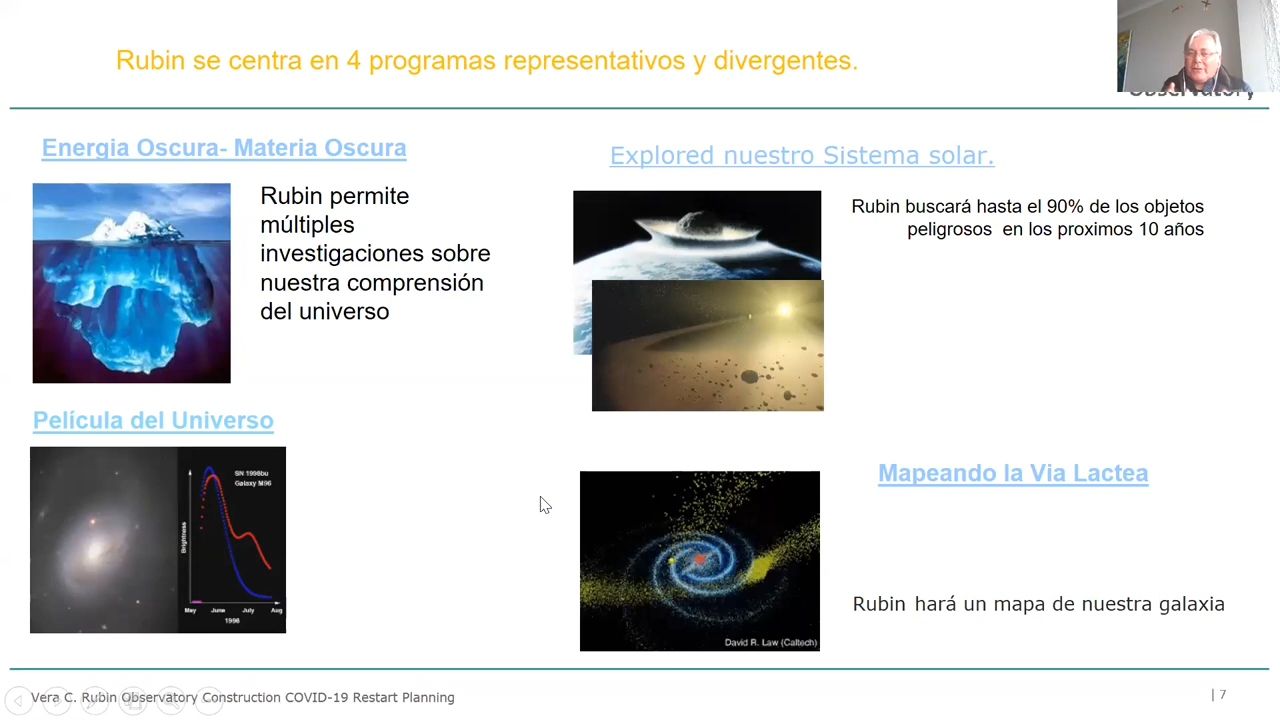 Rubin se centra en 4 programas representativos y divergentes.
Observatory
Energia Oscura- Materia Oscura
Rubin permite
múltiples
investigaciones sobre
nuestra comprensión
del universo
Explored nuestro Sistema solar.
Rubin buscará hasta el 90% de los objetos
peligrosos en los proximos 10 años
Película del Universo
SN 1998bu
Galaxy M96
Brightness
May June July Aug
1998
Mapeando la Via Lactea
Rubin hará un mapa de nuestra galaxia
David R. Law (Caltech)
Vera C. Rubin Observatory Construction COVID-19 Restart Planning
| 7